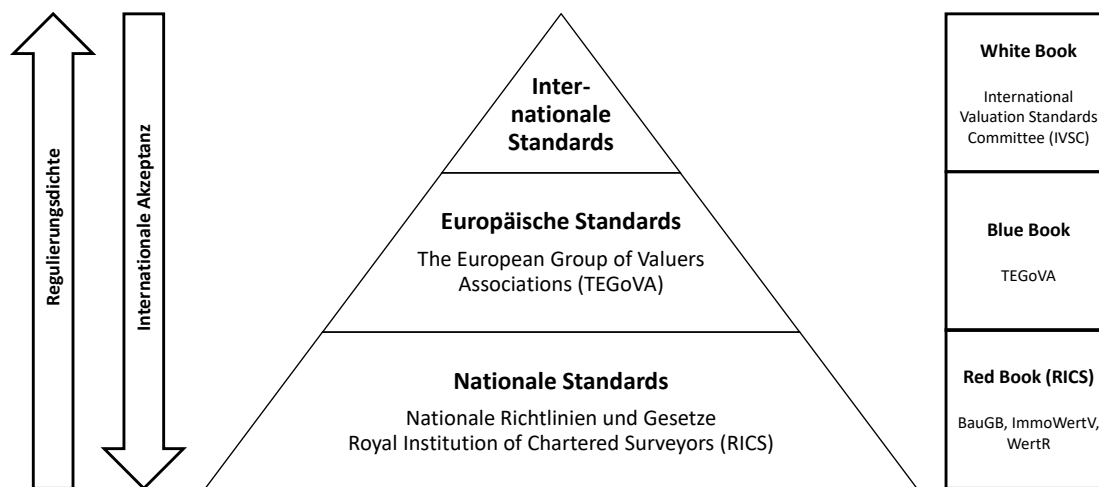 Regulierungsdichte
Internationale Akzeptanz
Inter-
nationale
Standards
Europäische Standards
The European Group of Valuers
Associations (TEGoVA)
Nationale Standards
Nationale Richtlinien und Gesetze
Royal Institution of Chartered Surveyors (RICS)
White Book
International
Valuation Standards
Committee (IVSC)
Blue Book
TEGoVA
Red Book (RICS)
BauGB, ImmoWertV,
WertR